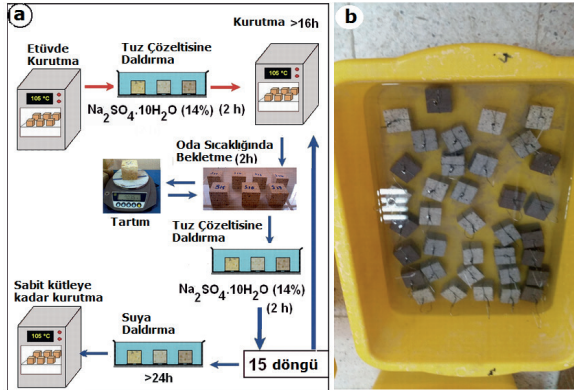 a
Etüvde
Kurutma
105 °C
Tuz Çözeltisine
Daldırma
Na2SO4.10H2O (14%) (2 h)
Kurutma >16h
105 °C
Oda Sıcaklığında
Bekletme (2h)
Tartım
Tuz Çözeltisine
Daldırma
Na2SO4.10H2O (14%)
(2 h)
15 döngü
Suya
Daldırma
>24h
Sabit kütleye
kadar kurutma
105 °C
b